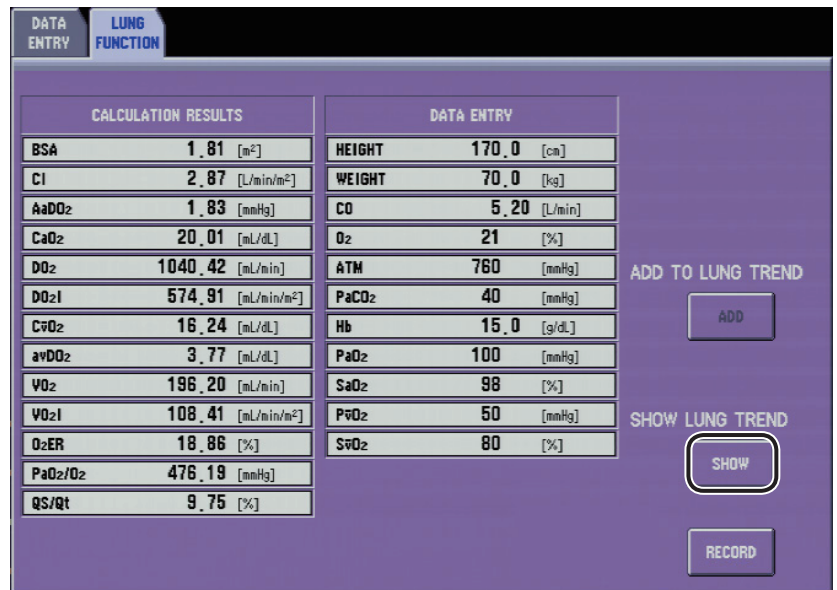 DATA ENTRY
LUNG FUNCTION
CALCULATION RESULTS
BSA 1.81 [m²]
CI 2.87 [L/min/m²]
AaDO₂ 1.83 [mmHg]
CaO₂ 20.01 [mL/dL]
DO₂ 1040.42 [mL/min]
DO₂I 574.91 [mL/min/m²]
Cv̄O₂ 16.24 [mL/dL]
avDO₂ 3.77 [mL/dL]
V̇O₂ 196.20 [mL/min]
V̇O₂I 108.41 [mL/min/m²]
O₂ER 18.86 [%]
PaO₂/O₂ 476.19 [mmHg]
QS/Qt 9.75 [%]
DATA ENTRY
HEIGHT 170.0 [cm]
WEIGHT 70.0 [kg]
CO 5.20 [L/min]
O₂ 21 [%]
ATM 760 [mmHg]
PaCO₂ 40 [mmHg]
Hb 15.0 [g/dL]
PaO₂ 100 [mmHg]
SaO₂ 98 [%]
Pv̄O₂ 50 [mmHg]
Sv̄O₂ 80 [%]
ADD TO LUNG TREND
ADD
SHOW LUNG TREND
SHOW
RECORD